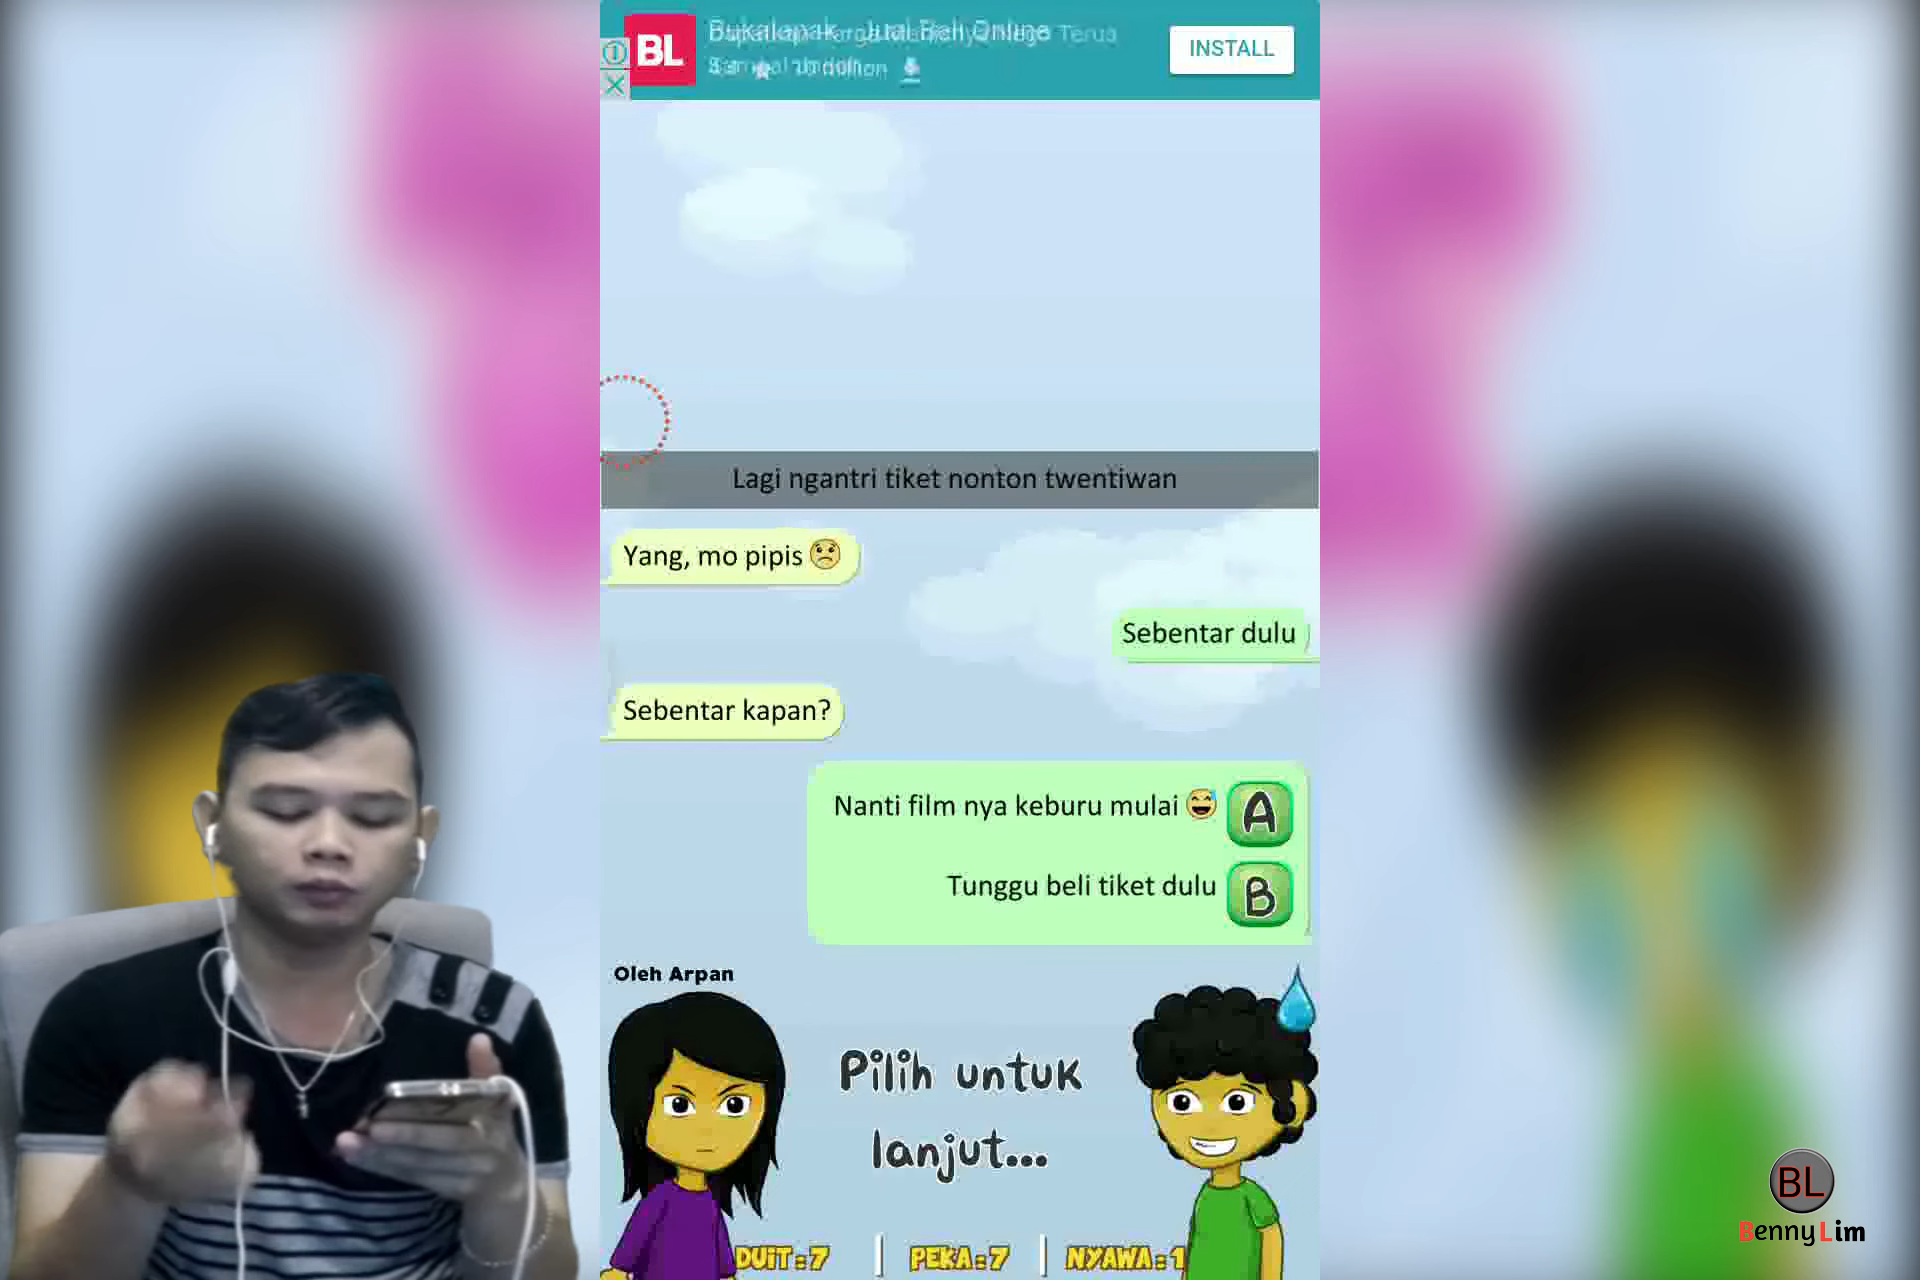 BL
INSTALL
Lagi ngantri tiket nonton twentiwan
Yang, mo pipis
Sebentar dulu
Sebentar kapan?
Nanti film nya keburu mulai
A
Tunggu beli tiket dulu
B
Oleh Arpan
Pilih untuk
lanjut...
DUIT:7 | PEKA:7 | NYAWA:1
BL
Benny Lim